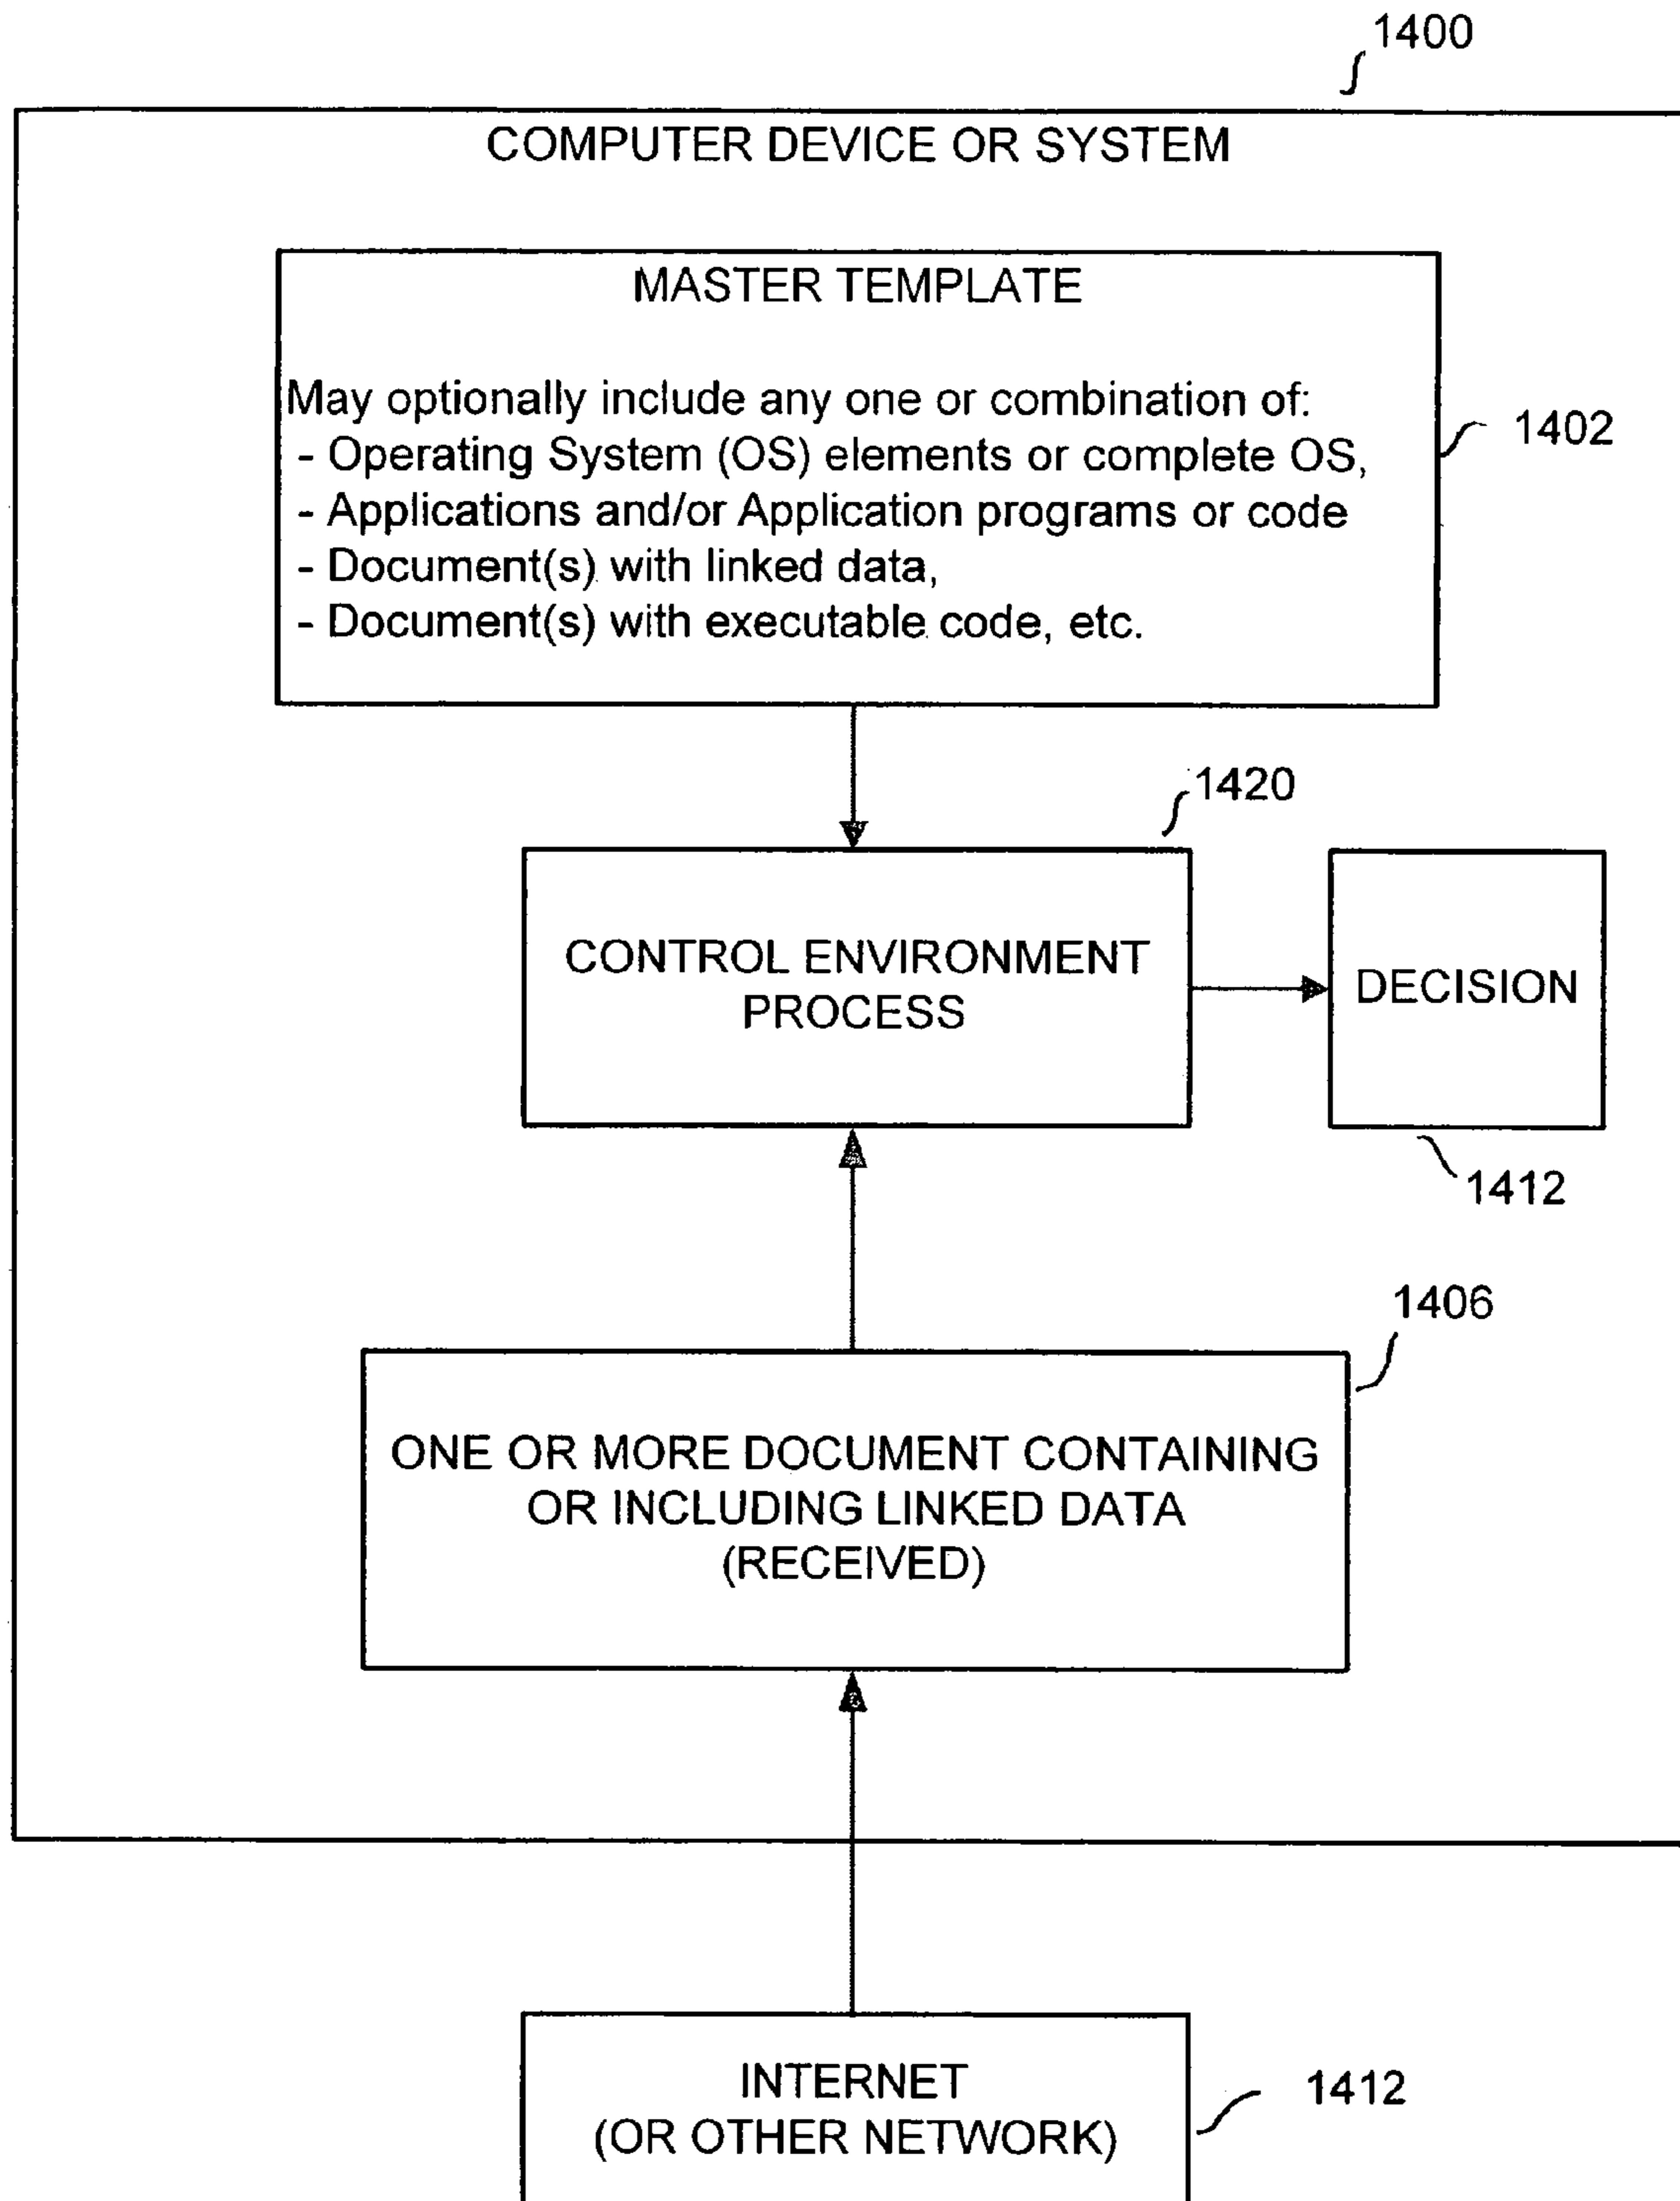 1400
COMPUTER DEVICE OR SYSTEM
MASTER TEMPLATE
May optionally include any one or combination of:
- Operating System (OS) elements or complete OS,
- Applications and/or Application programs or code
- Document(s) with linked data,
- Document(s) with executable code, etc.
1402
1420
CONTROL ENVIRONMENT
PROCESS
DECISION
1412
1406
ONE OR MORE DOCUMENT CONTAINING
OR INCLUDING LINKED DATA
(RECEIVED)
INTERNET
(OR OTHER NETWORK)
1412